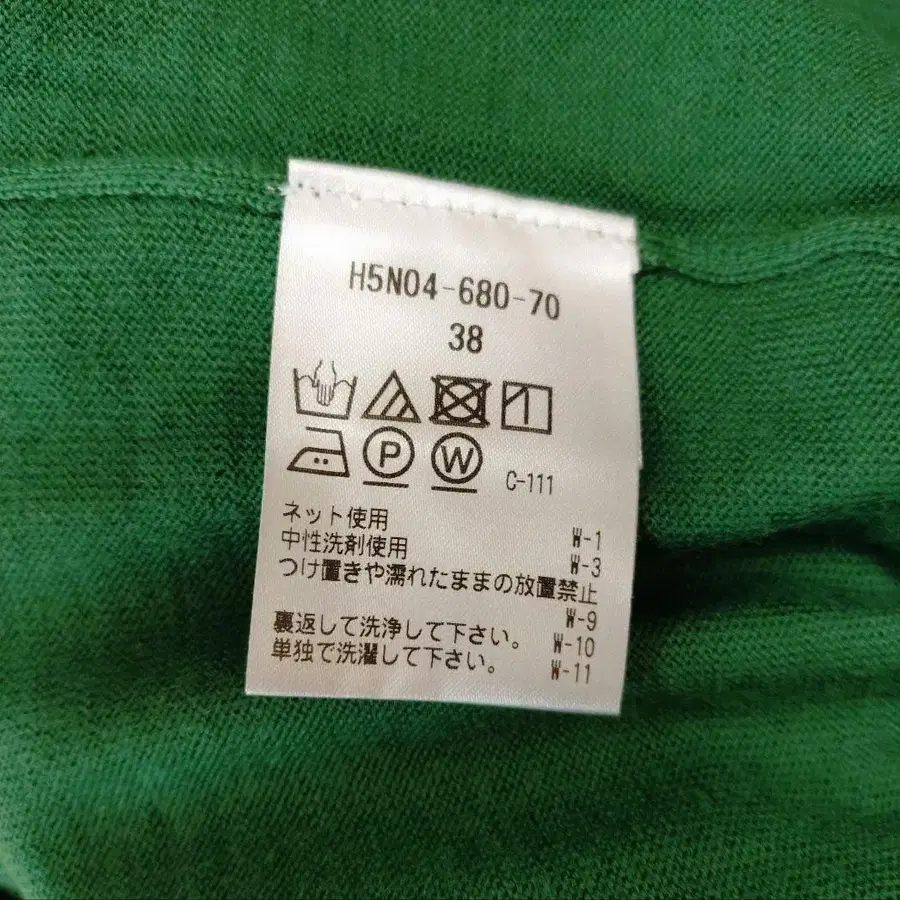 H5N04-680-70
38
P W C-111
ネット使用 W-1
中性洗剤使用 W-3
つけ置きや濡れたままの放置禁止
W-9
裏返して洗浄して下さい。 W-10
単独で洗濯して下さい。 W-11